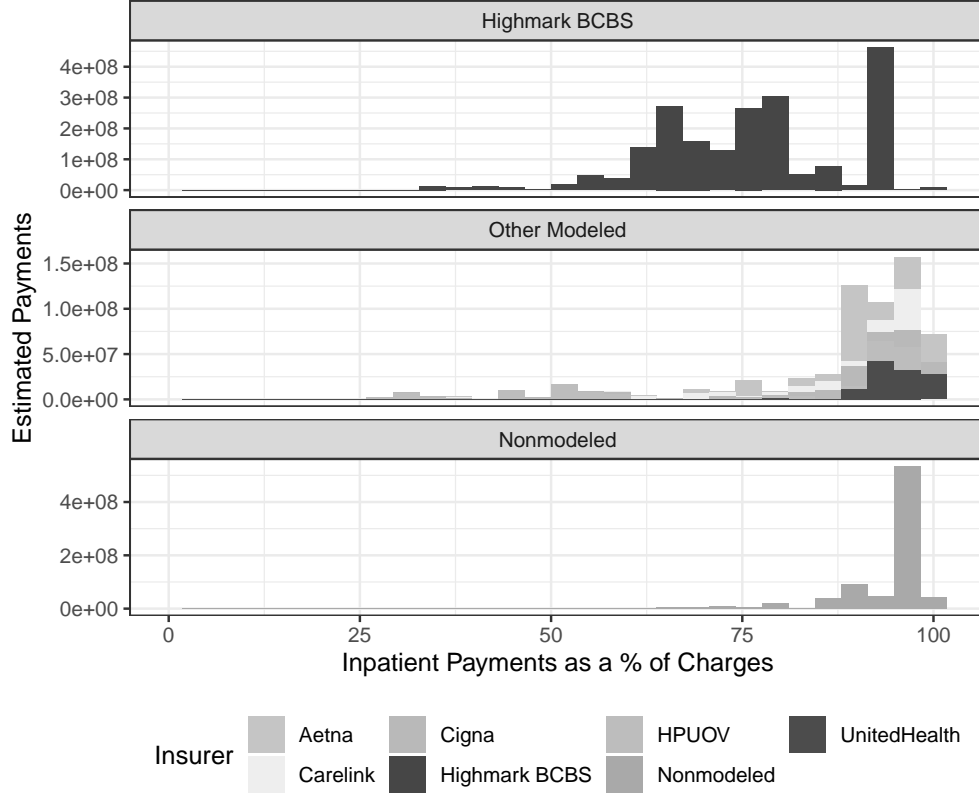 Highmark BCBS
4e+08
3e+08
2e+08
1e+08
0e+00
Other Modeled
1.5e+08
1.0e+08
5.0e+07
0.0e+00
Estimated Payments
Nonmodeled
4e+08
2e+08
0e+00
0 25 50 75 100
Inpatient Payments as a % of Charges
Insurer
Aetna Cigna HPUOV UnitedHealth
Carelink Highmark BCBS Nonmodeled